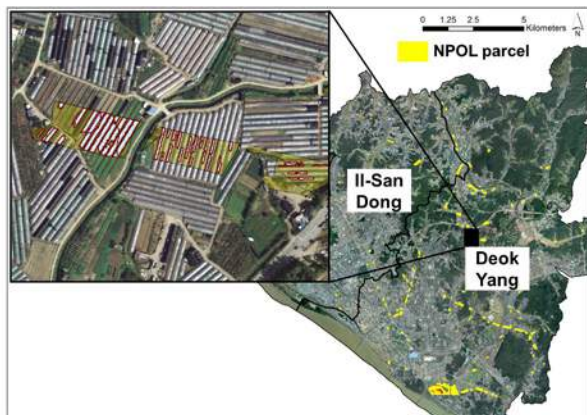 0 1.25 2.5 5
Kilometers
N
NPOL parcel
Il-San
Dong
Deok
Yang